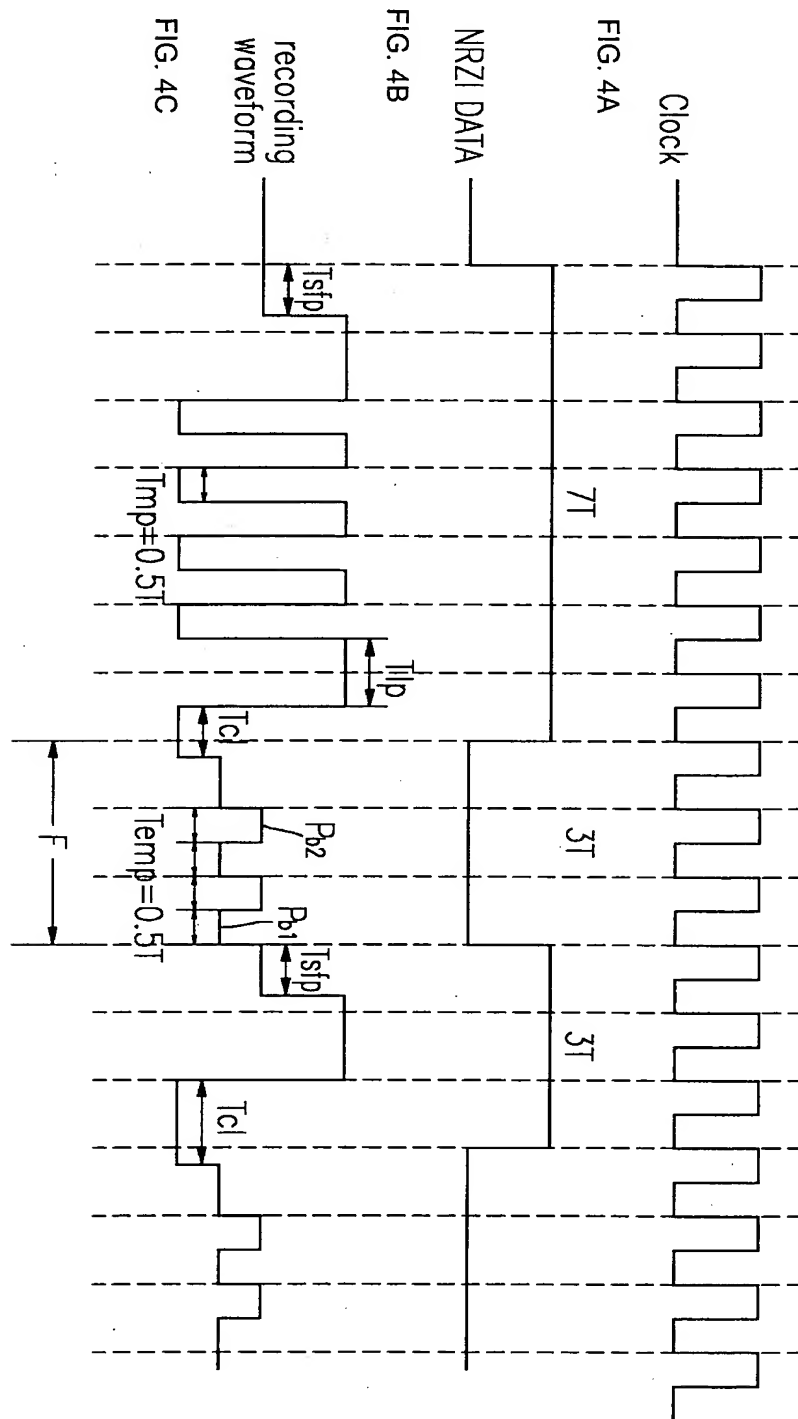 Clock
FIG. 4A
7T 3T 3T
NRZI DATA
FIG. 4B
Tilp
Pb2 Pb1
recording
waveform
Tsfp Tcl Tsfp Tcl
FIG. 4C
Tmp=0.5T Temp=0.5T
F